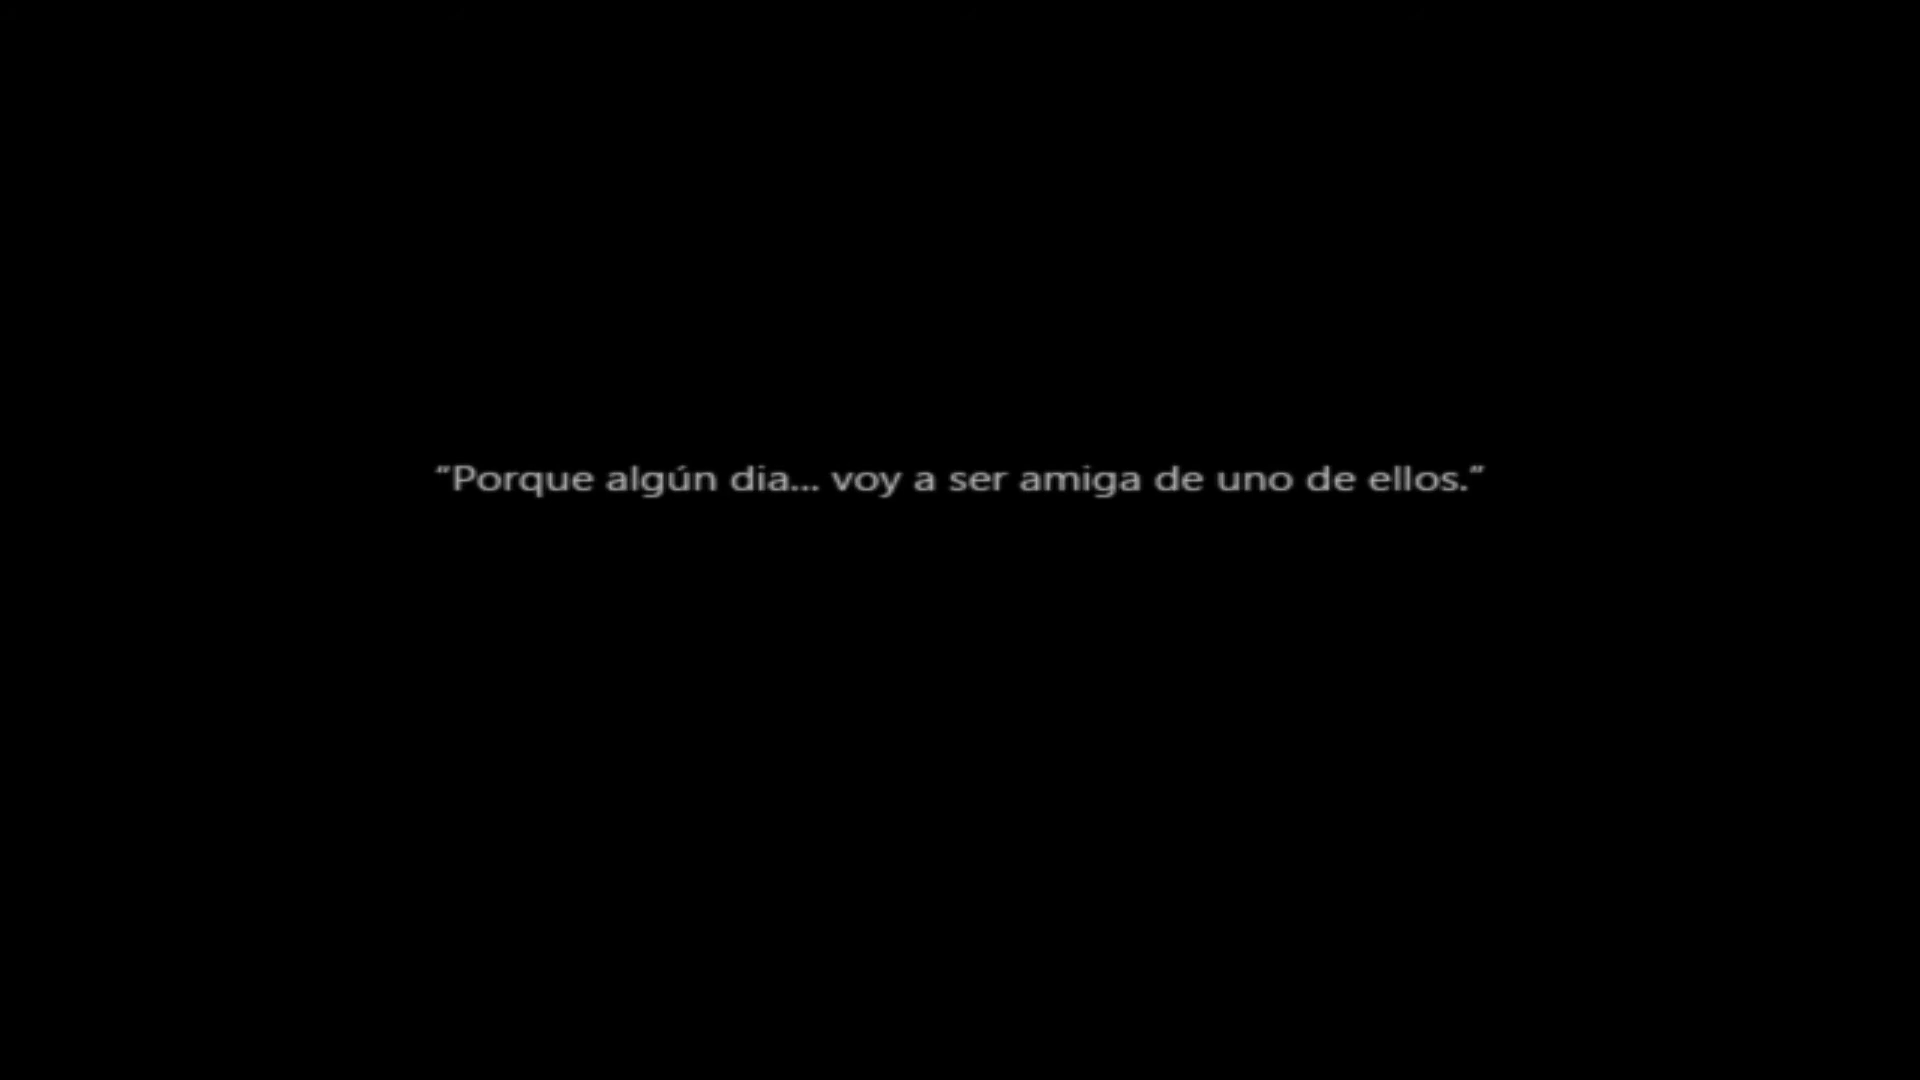 “Porque algún dia... voy a ser amiga de uno de ellos.”